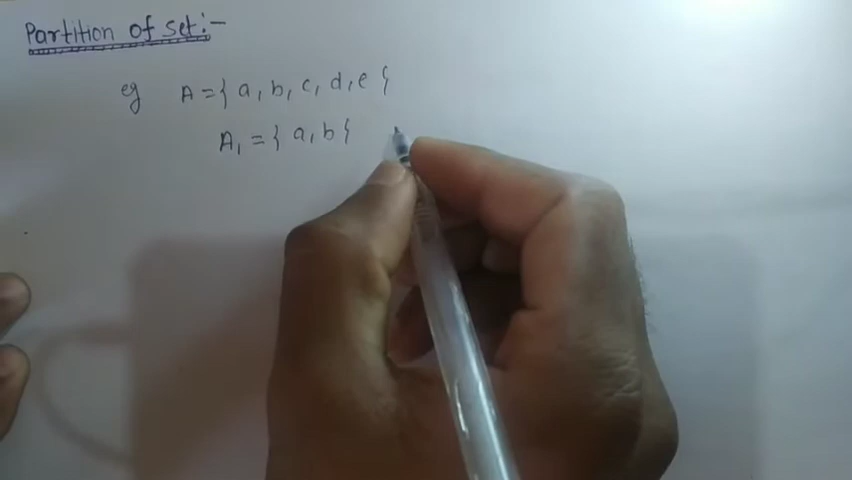 Partition of set:-
eg A = { a, b, c, d, e }
A₁ = { a, b }